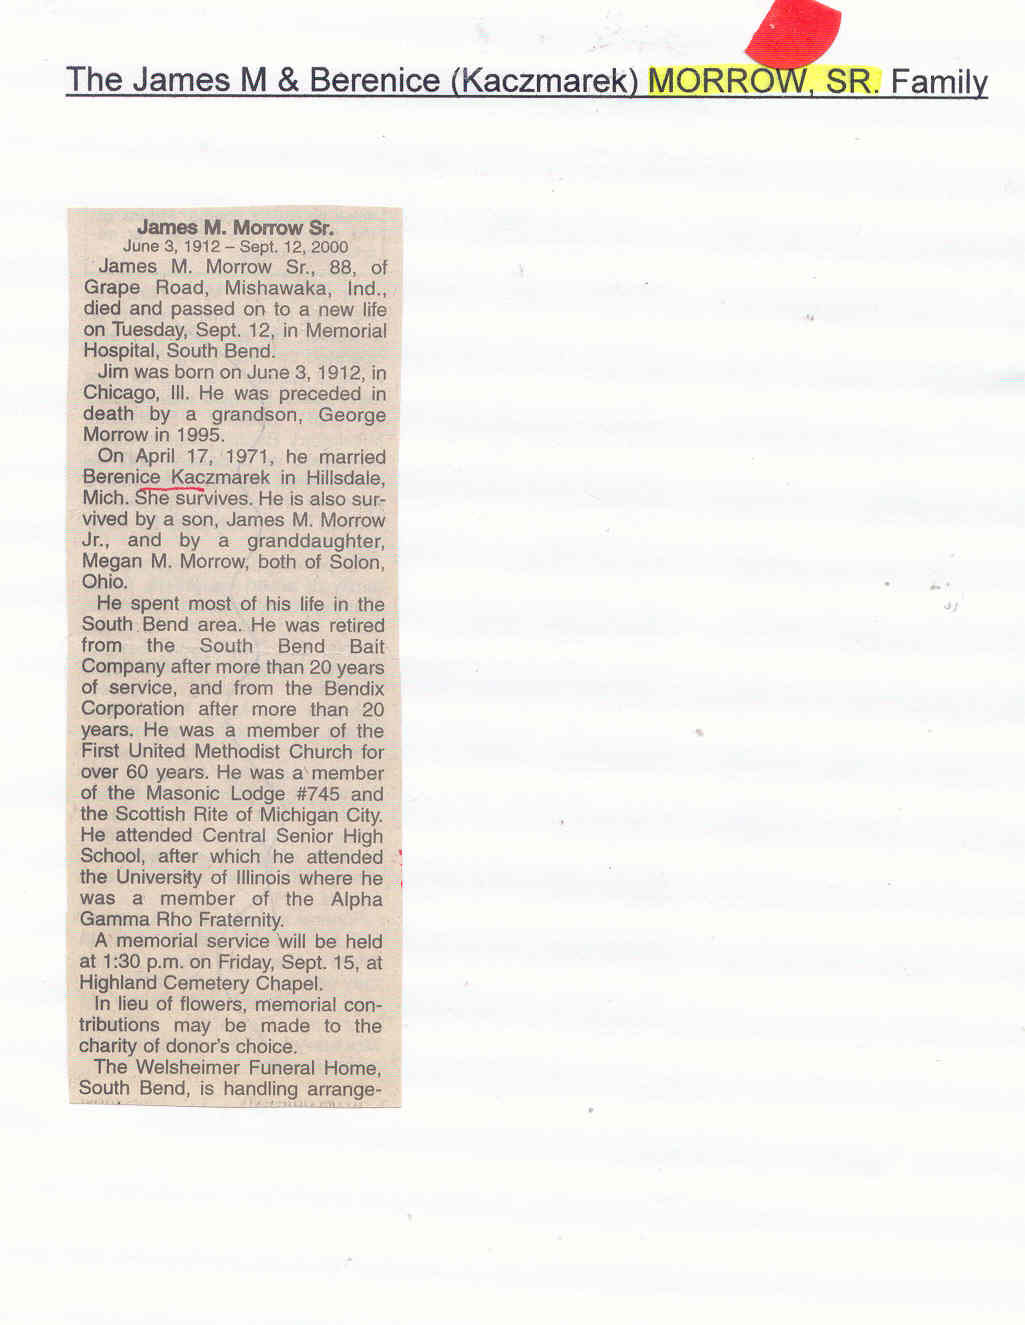 The James M & Berenice (Kaczmarek) MORROW, SR. Family
James M. Morrow Sr.
June 3, 1912 – Sept. 12, 2000
James M. Morrow Sr., 88, of
Grape Road, Mishawaka, Ind.,
died and passed on to a new life
on Tuesday, Sept. 12, in Memorial
Hospital, South Bend.
Jim was born on June 3, 1912, in
Chicago, Ill. He was preceded in
death by a grandson, George
Morrow in 1995.
On April 17, 1971, he married
Berenice Kaczmarek in Hillsdale,
Mich. She survives. He is also sur-
vived by a son, James M. Morrow
Jr., and by a granddaughter,
Megan M. Morrow, both of Solon,
Ohio.
He spent most of his life in the
South Bend area. He was retired
from the South Bend Bait
Company after more than 20 years
of service, and from the Bendix
Corporation after more than 20
years. He was a member of the
First United Methodist Church for
over 60 years. He was a member
of the Masonic Lodge #745 and
the Scottish Rite of Michigan City.
He attended Central Senior High
School, after which he attended
the University of Illinois where he
was a member of the Alpha
Gamma Rho Fraternity.
A memorial service will be held
at 1:30 p.m. on Friday, Sept. 15, at
Highland Cemetery Chapel.
In lieu of flowers, memorial con-
tributions may be made to the
charity of donor's choice.
The Welsheimer Funeral Home,
South Bend, is handling arrange-